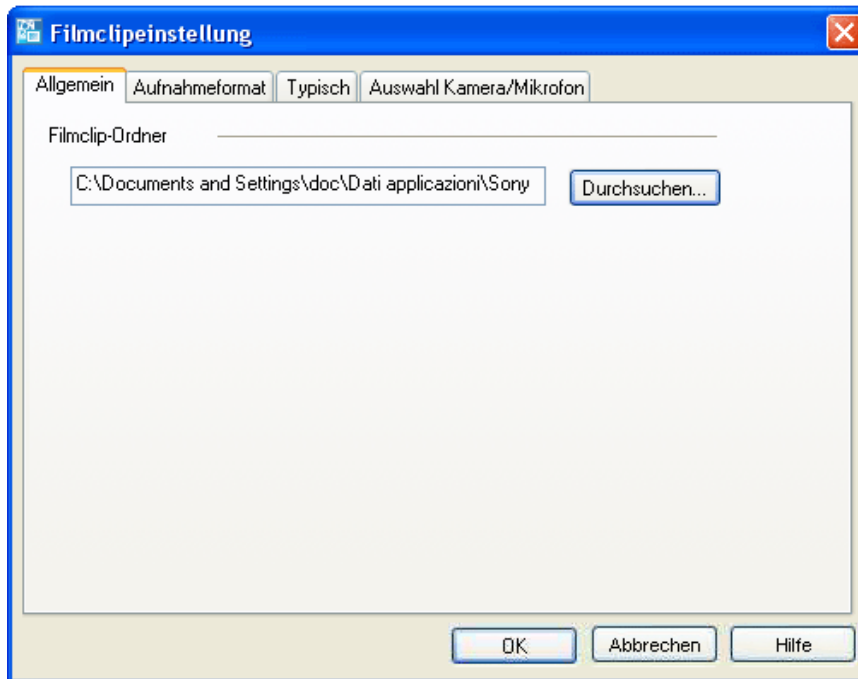 Filmclipeinstellung
Allgemein Aufnahmeformat Typisch Auswahl Kamera/Mikrofon
Filmclip-Ordner
C:\Documents and Settings\doc\Dati applicazioni\Sony Durchsuchen...
OK Abbrechen Hilfe